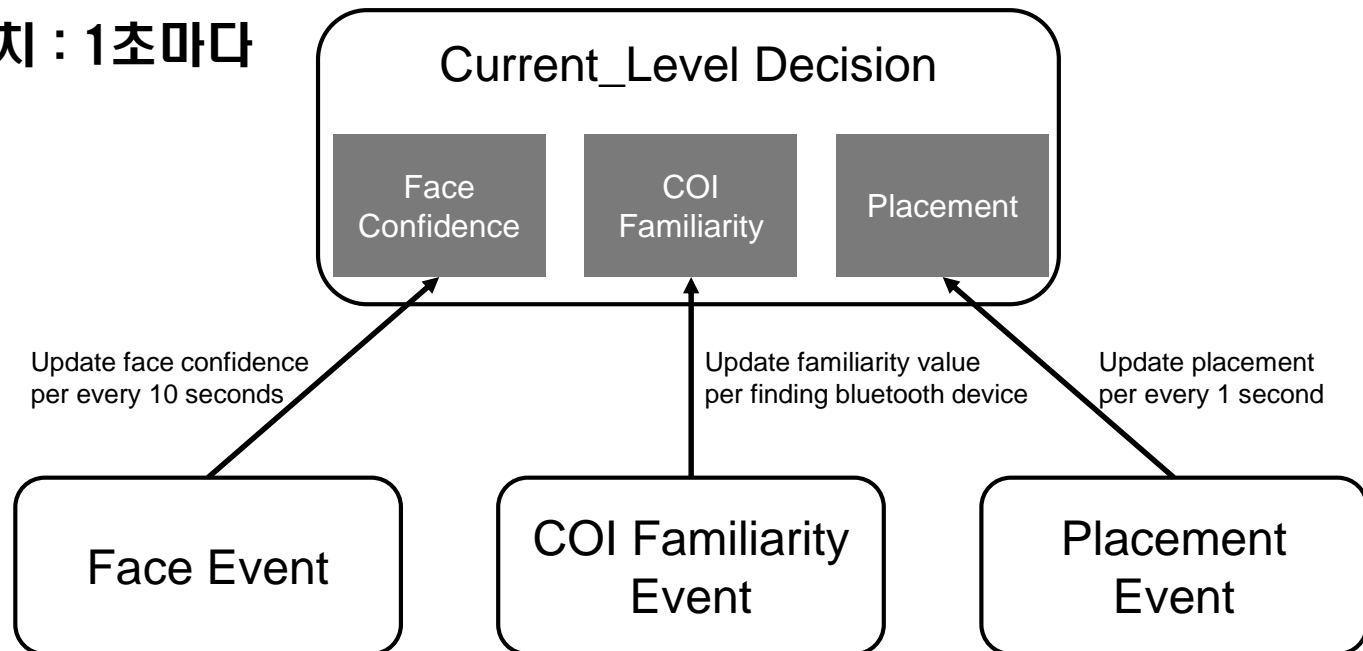 치 : 1초마다
Current_Level Decision
Face
Confidence
COI
Familiarity
Placement
Update face confidence
per every 10 seconds
Update familiarity value
per finding bluetooth device
Update placement
per every 1 second
Face Event
COI Familiarity
Event
Placement
Event